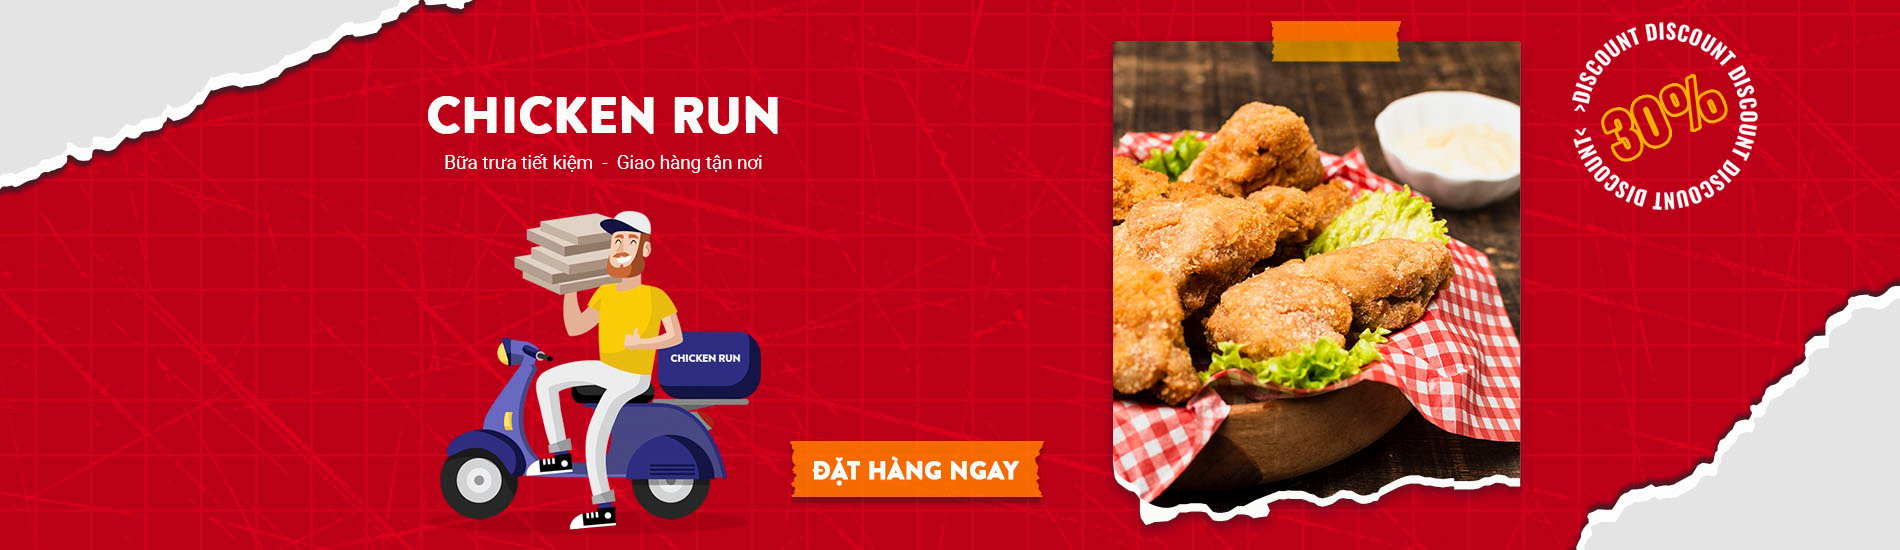 CHICKEN RUN
Bữa trưa tiết kiệm - Giao hàng tận nơi
CHICKEN RUN
ĐẶT HÀNG NGAY
>DISCOUNT DISCOUNT DISCOUNT DISCOUNT DISCOUNT<
30%